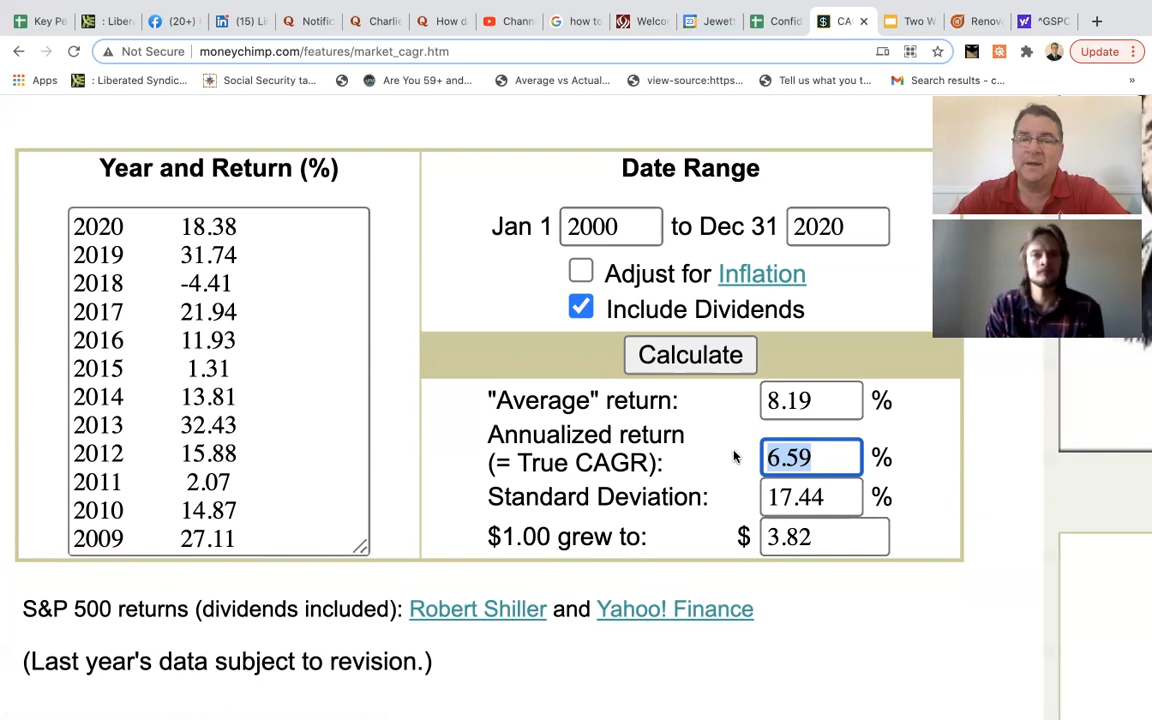 Key Pe
: Liber
(20+)
(15) Li
Notific
Charlie
How d
Chann
how to
Welco
Jewett
Confid
CA
Two W
Renov
^GSPC
Not Secure
moneychimp.com/features/market_cagr.htm
Update
Apps
: Liberated Syndic...
Social Security ta...
Are You 59+ and...
Average vs Actual...
view-source:https...
Tell us what you t...
Search results - c...
»
Year and Return (%)
2020 18.38
2019 31.74
2018 -4.41
2017 21.94
2016 11.93
2015 1.31
2014 13.81
2013 32.43
2012 15.88
2011 2.07
2010 14.87
2009 27.11
Date Range
Jan 1 2000 to Dec 31 2020
Adjust for Inflation
Include Dividends
Calculate
"Average" return: 8.19 %
Annualized return
(= True CAGR): 6.59 %
Standard Deviation: 17.44 %
$1.00 grew to: $ 3.82
S&P 500 returns (dividends included): Robert Shiller and Yahoo! Finance
(Last year's data subject to revision.)